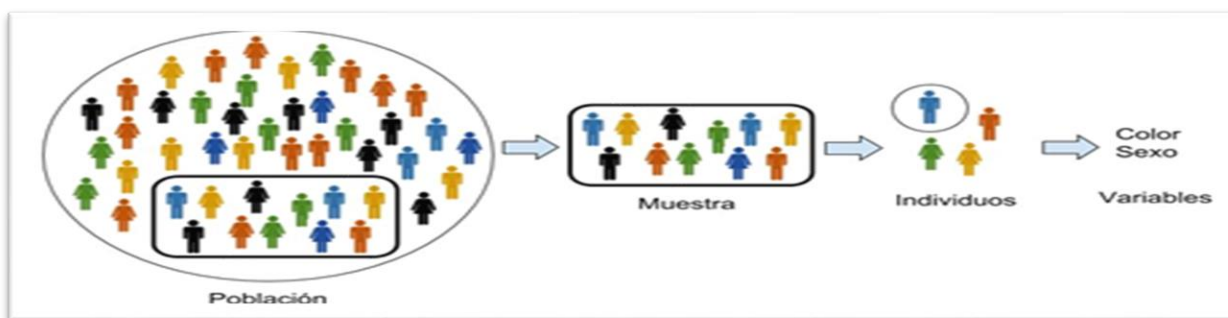 Población
Muestra
Individuos
Color
Sexo
Variables